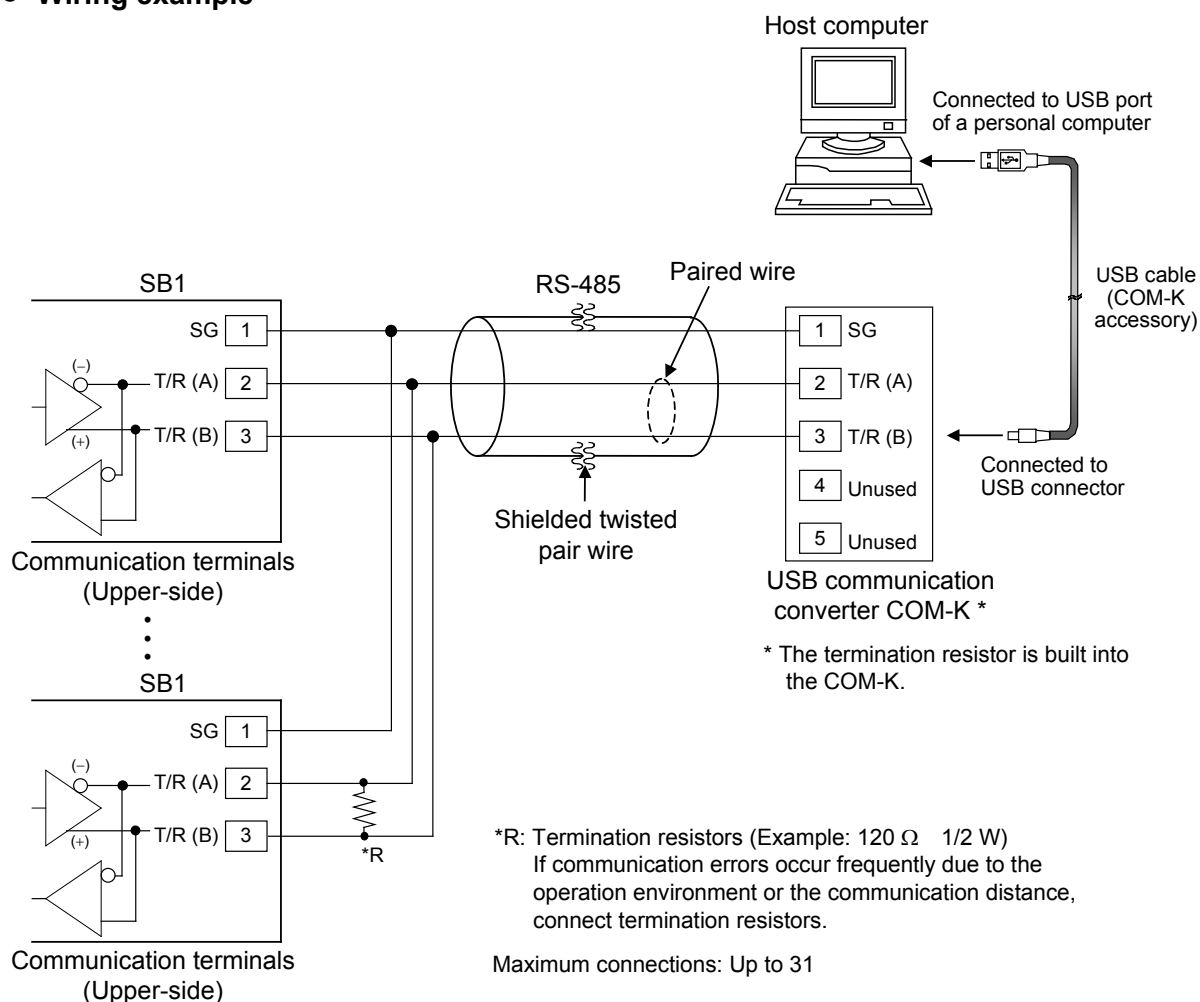 Wiring example
Host computer
Connected to USB port
of a personal computer
USB cable
(COM-K
accessory)
SB1
RS-485
Paired wire
SG 1
T/R (A) 2
T/R (B) 3
(−)
(+)
1 SG
2 T/R (A)
3 T/R (B)
4 Unused
5 Unused
Connected to
USB connector
Shielded twisted
pair wire
Communication terminals
(Upper-side)
USB communication
converter COM-K *
* The termination resistor is built into
the COM-K.
SB1
SG 1
T/R (A) 2
T/R (B) 3
(−)
(+)
*R
*R: Termination resistors (Example: 120 Ω 1/2 W)
If communication errors occur frequently due to the
operation environment or the communication distance,
connect termination resistors.
Communication terminals
(Upper-side)
Maximum connections: Up to 31